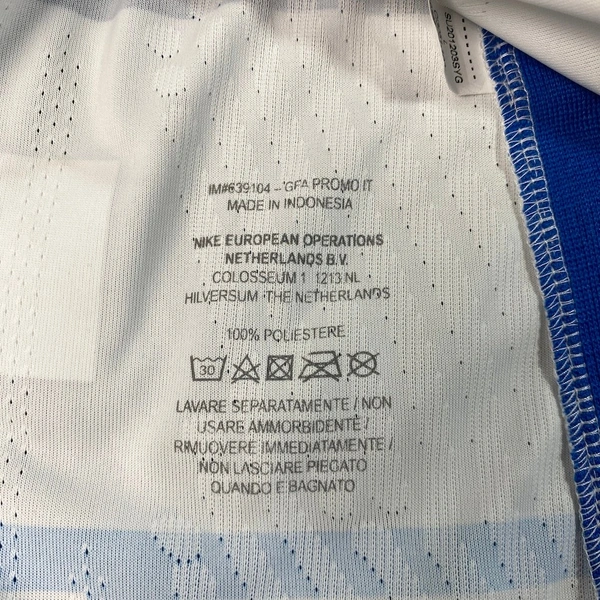 SU201203SYG
IM#639104 - GFA PROMO IT
MADE IN INDONESIA
NIKE EUROPEAN OPERATIONS
NETHERLANDS B.V.
COLOSSEUM 1 1213 NL
HILVERSUM THE NETHERLANDS
100% POLIESTERE
30
LAVARE SEPARATAMENTE / NON
USARE AMMORBIDENTE /
RIMUOVERE IMMEDIATAMENTE /
NON LASCIARE PIEGATO
QUANDO E BAGNATO